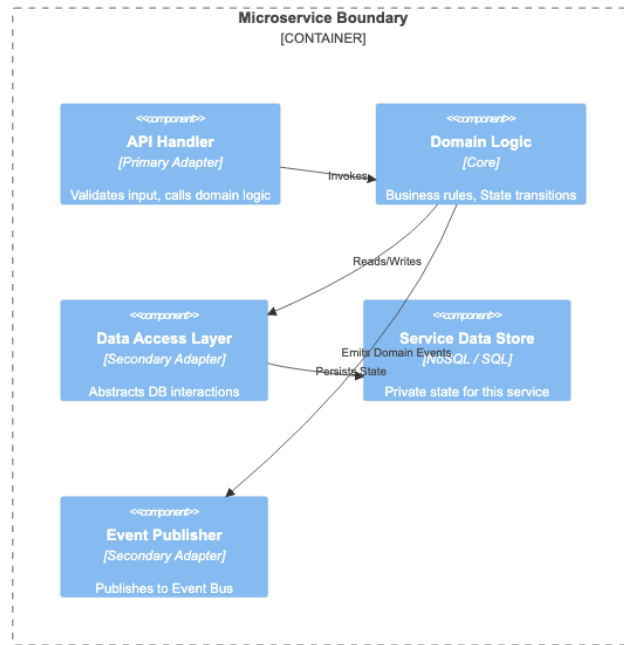 Microservice Boundary
[CONTAINER]
<<component>>
API Handler
[Primary Adapter]
Validates input, calls domain logic
Invokes
<<component>>
Domain Logic
[Core]
Business rules, State transitions
Reads/Writes
<<component>>
Data Access Layer
[Secondary Adapter]
Abstracts DB interactions
Emits Domain Events
Persists State
<<component>>
Service Data Store
[NoSQL / SQL]
Private state for this service
<<component>>
Event Publisher
[Secondary Adapter]
Publishes to Event Bus